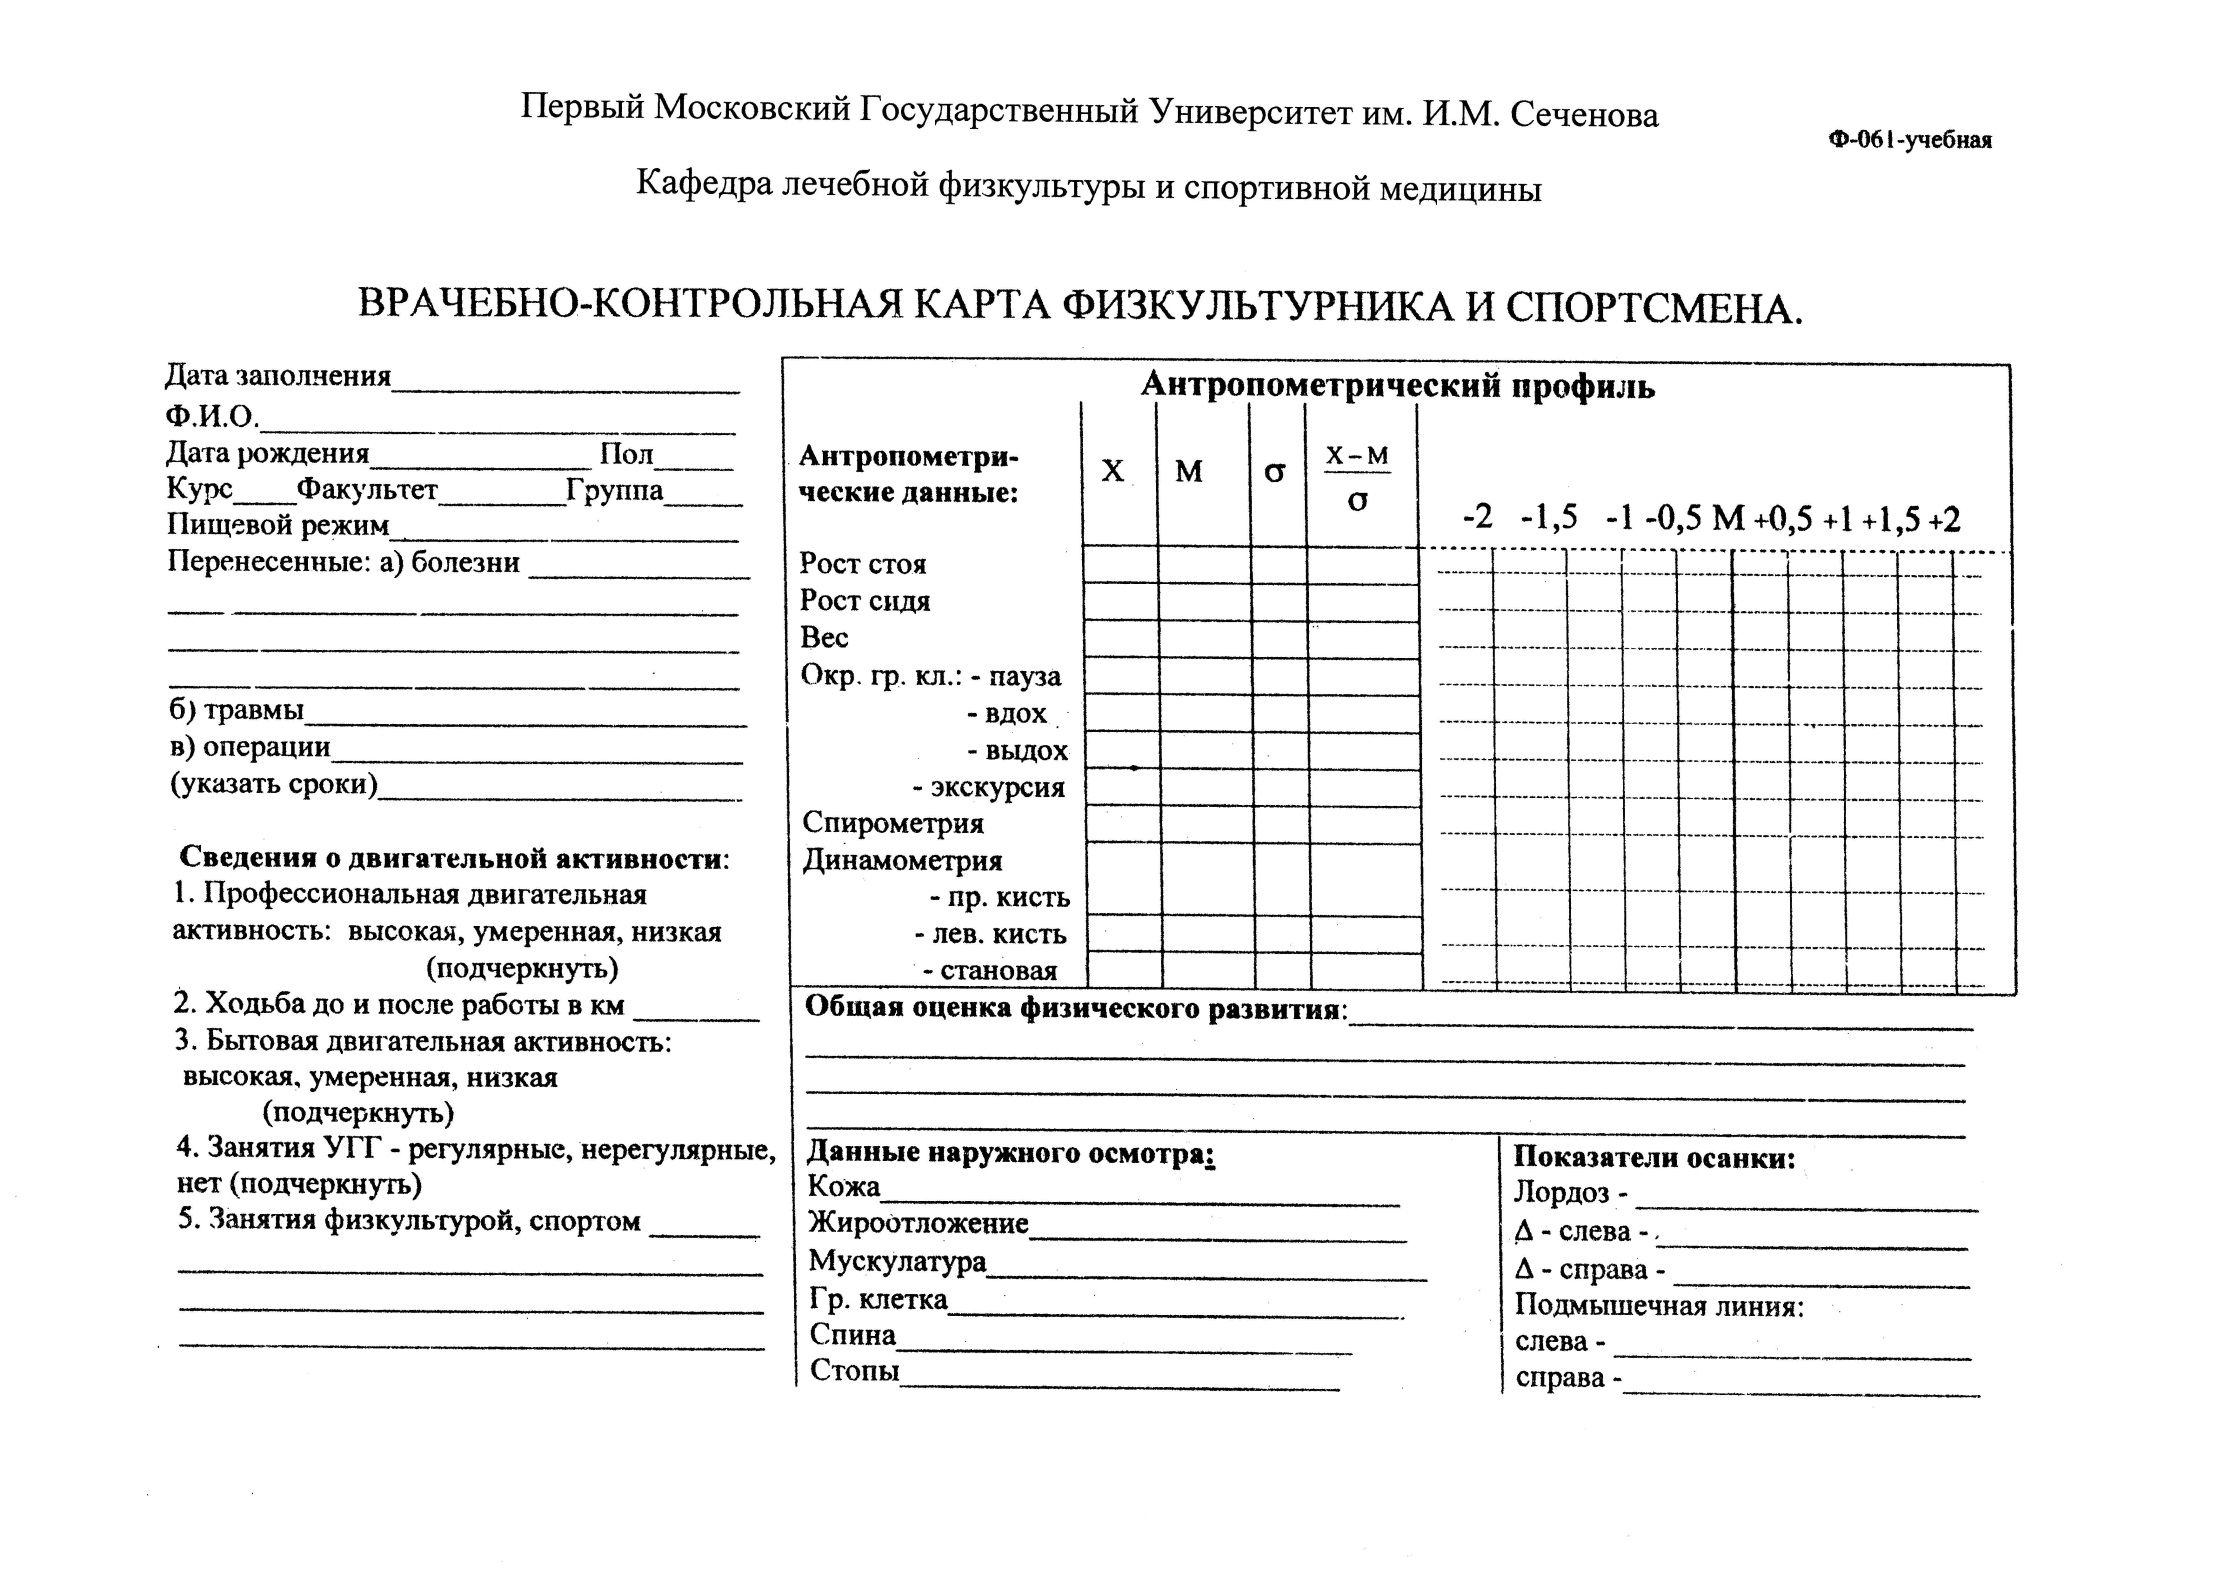 Первый Московский Государственный Университет им. И.М. Сеченова
Ф-061-учебная
Кафедра лечебной физкультуры и спортивной медицины
ВРАЧЕБНО-КОНТРОЛЬНАЯ КАРТА ФИЗКУЛЬТУРНИКА И СПОРТСМЕНА.
Дата заполнения
Ф.И.О.
Дата рождения Пол
Курс Факультет Группа
Пищевой режим
Перенесенные: а) болезни
б) травмы
в) операции
(указать сроки)
Сведения о двигательной активности:
1. Профессиональная двигательная
активность: высокая, умеренная, низкая
(подчеркнуть)
2. Ходьба до и после работы в км
3. Бытовая двигательная активность:
высокая, умеренная, низкая
(подчеркнуть)
4. Занятия УГГ - регулярные, нерегулярные,
нет (подчеркнуть)
5. Занятия физкультурой, спортом
Антропометрический профиль
Антропометри-
ческие данные:
X M σ X – M
σ
-2 -1,5 -1 -0,5 M +0,5 +1 +1,5 +2
Рост стоя
Рост сидя
Вес
Окр. гр. кл.: - пауза
- вдох
- выдох
- экскурсия
Спирометрия
Динамометрия
- пр. кисть
- лев. кисть
- становая
Общая оценка физического развития:
Данные наружного осмотра:
Кожа
Жироотложение
Мускулатура
Гр. клетка
Спина
Стопы
Показатели осанки:
Лордоз -
Δ - слева -
Δ - справа -
Подмышечная линия:
слева -
справа -